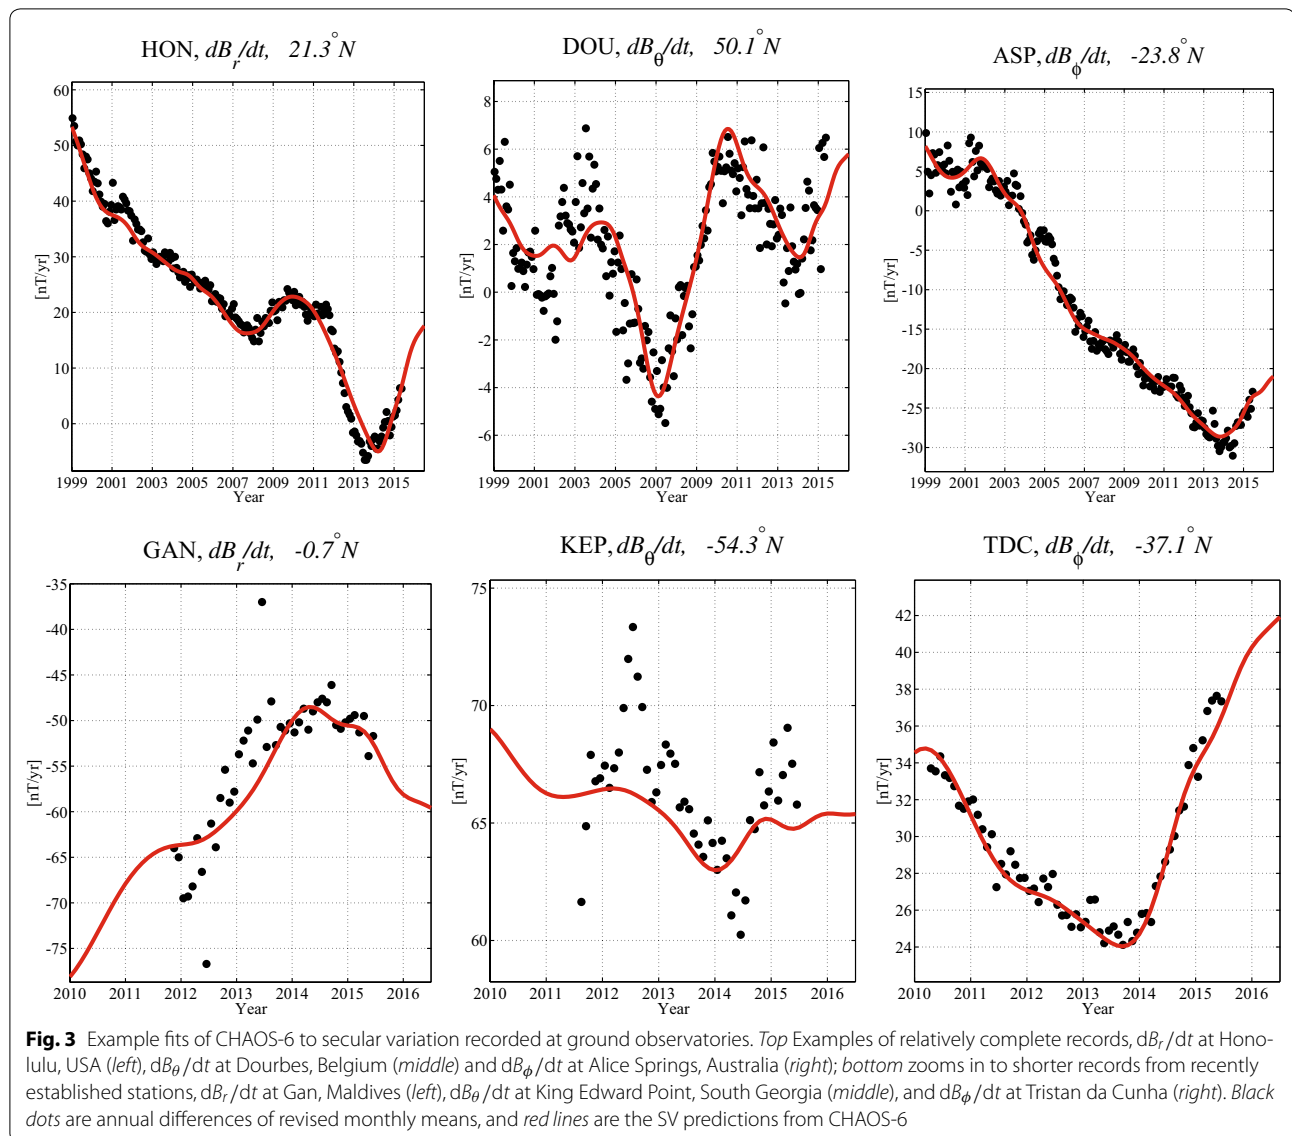 HON, dB_r/dt, 21.3°N
DOU, dB_θ/dt, 50.1°N
ASP, dB_ϕ/dt, -23.8°N
60
50
40
30
20
10
0
[nT/yr]
1999 2001 2003 2005 2007 2009 2011 2013 2015
Year
8
6
4
2
0
-2
-4
-6
[nT/yr]
1999 2001 2003 2005 2007 2009 2011 2013 2015
Year
15
10
5
0
-5
-10
-15
-20
-25
-30
[nT/yr]
1999 2001 2003 2005 2007 2009 2011 2013 2015
Year
GAN, dB_r/dt, -0.7°N
KEP, dB_θ/dt, -54.3°N
TDC, dB_ϕ/dt, -37.1°N
-35
-40
-45
-50
-55
-60
-65
-70
-75
[nT/yr]
2010 2011 2012 2013 2014 2015 2016
Year
75
70
65
60
[nT/yr]
2010 2011 2012 2013 2014 2015 2016
Year
42
40
38
36
34
32
30
28
26
24
[nT/yr]
2010 2011 2012 2013 2014 2015 2016
Year
Fig. 3 Example fits of CHAOS-6 to secular variation recorded at ground observatories. Top Examples of relatively complete records, dB_r/dt at Hono-
lulu, USA (left), dB_θ/dt at Dourbes, Belgium (middle) and dB_ϕ/dt at Alice Springs, Australia (right); bottom zooms in to shorter records from recently
established stations, dB_r/dt at Gan, Maldives (left), dB_θ/dt at King Edward Point, South Georgia (middle), and dB_ϕ/dt at Tristan da Cunha (right). Black
dots are annual differences of revised monthly means, and red lines are the SV predictions from CHAOS-6